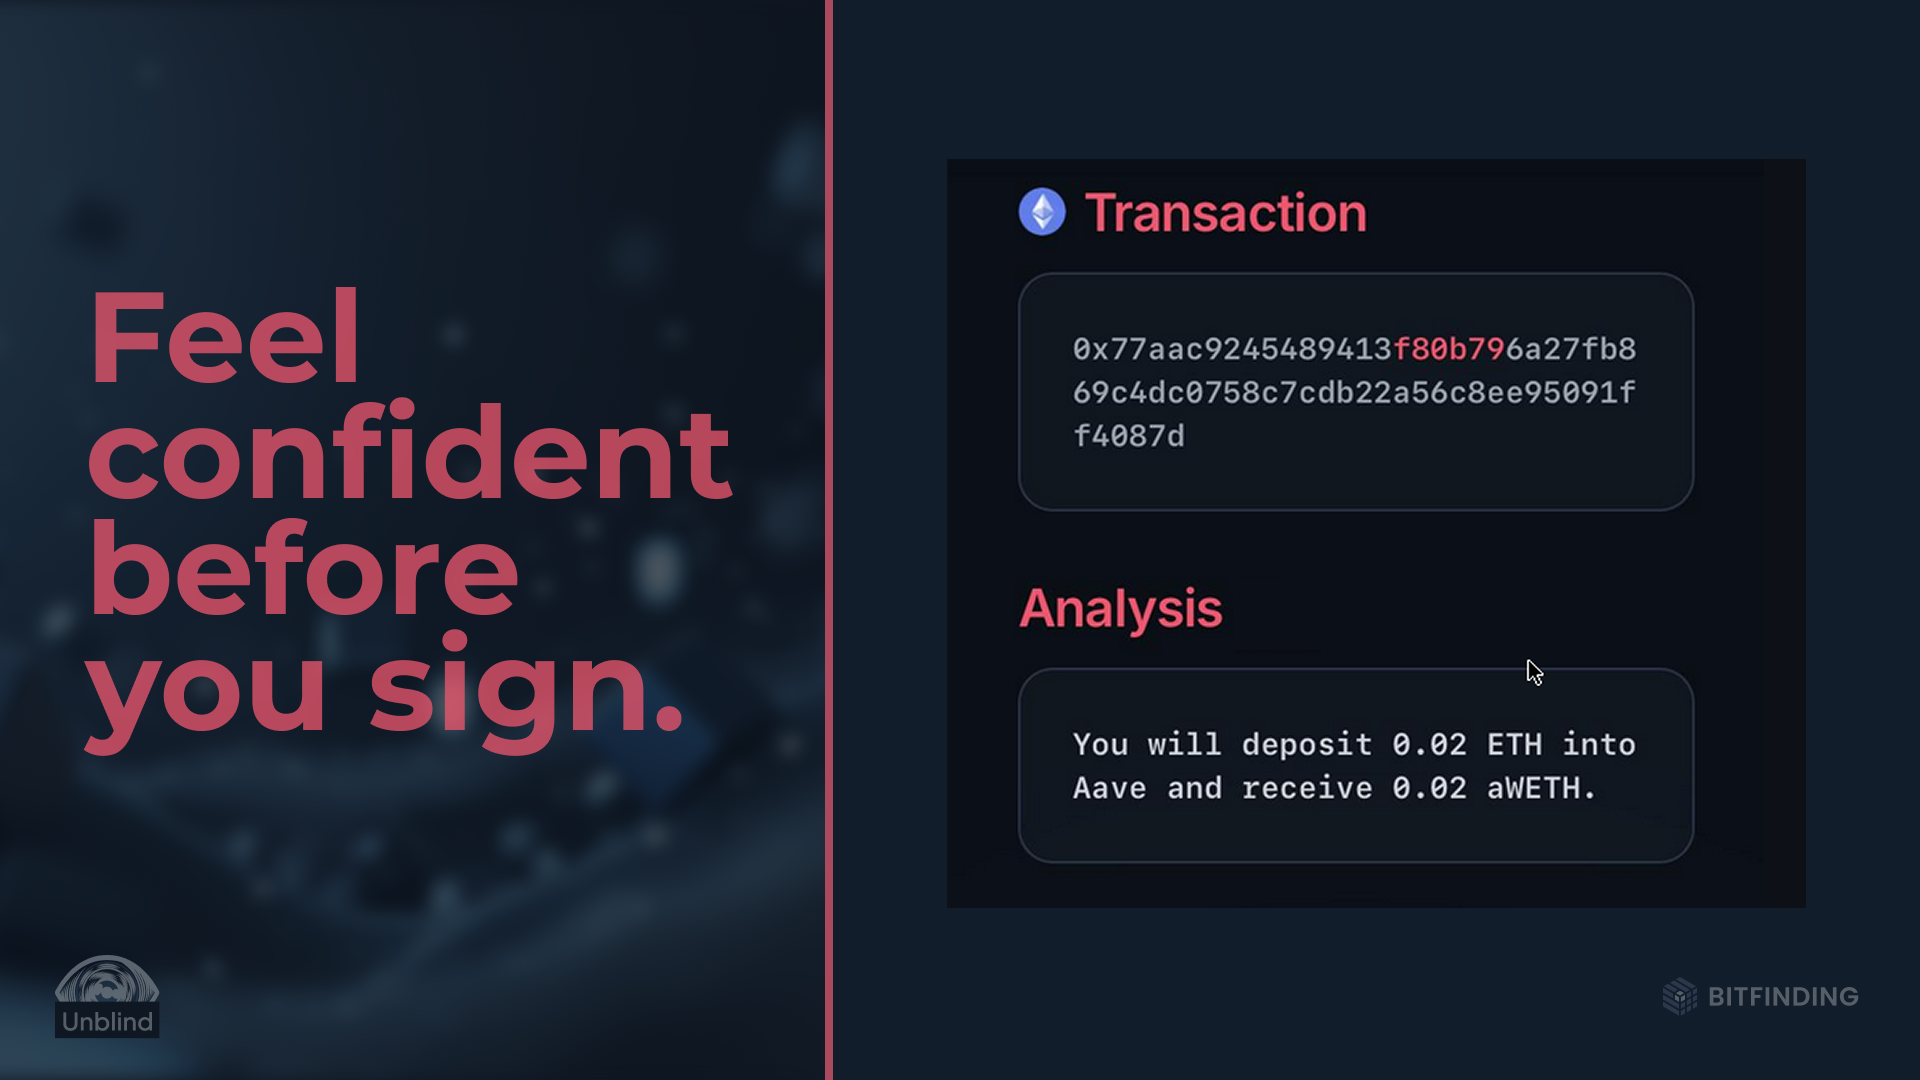 Feel
confident
before
you sign.
Unblind
Transaction
0x77aac9245489413f80b796a27fb8
69c4dc0758c7cdb22a56c8ee95091f
f4087d
Analysis
You will deposit 0.02 ETH into
Aave and receive 0.02 aWETH.
BITFINDING